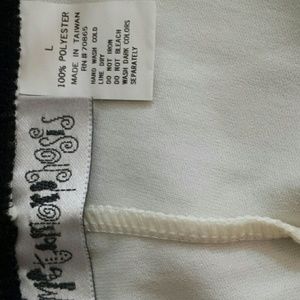 L
100% POLYESTER
MADE IN TAIWAN
RN# 70865
HAND WASH COLD
LINE DRY
DO NOT IRON
DO NOT BLEACH
WASH DARK COLORS
SEPARATELY